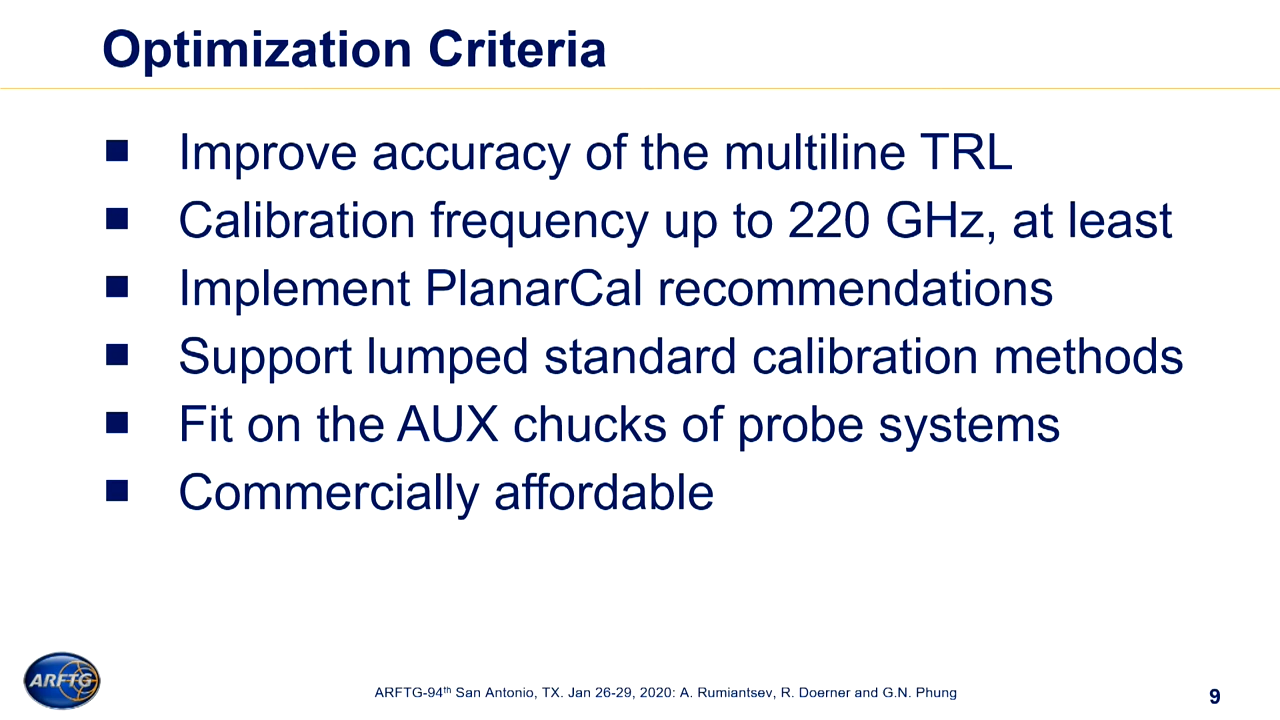 Optimization Criteria
■ Improve accuracy of the multiline TRL
■ Calibration frequency up to 220 GHz, at least
■ Implement PlanarCal recommendations
■ Support lumped standard calibration methods
■ Fit on the AUX chucks of probe systems
■ Commercially affordable
ARFTG
ARFTG-94th San Antonio, TX. Jan 26-29, 2020: A. Rumiantsev, R. Doerner and G.N. Phung
9